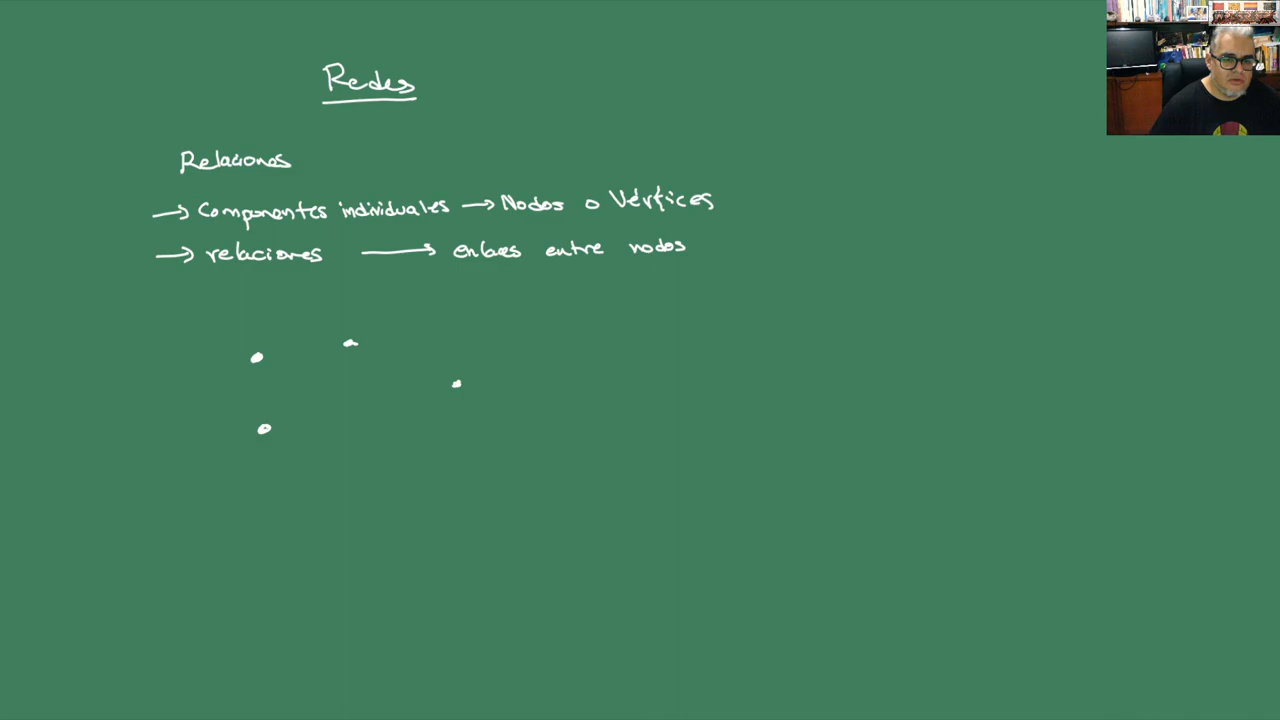 Redes
Relaciones
→ Componentes individuales → Nodos o Vértices
→ relaciones → enlaces entre nodos